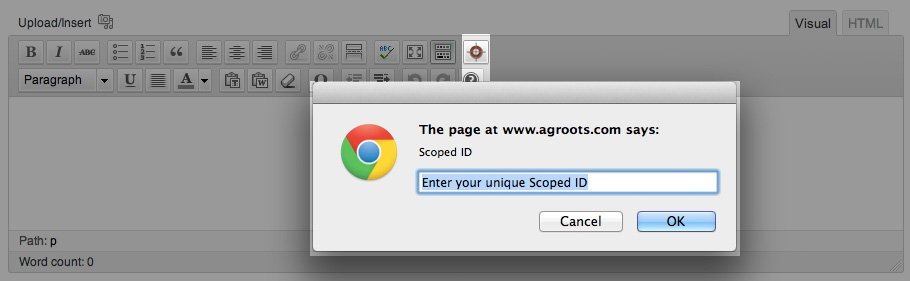 Upload/Insert
Visual
HTML
B I ABC ABC
Paragraph U A Ω
The page at www.agroots.com says:
Scoped ID
Enter your unique Scoped ID
Cancel
OK
Path: p
Word count: 0